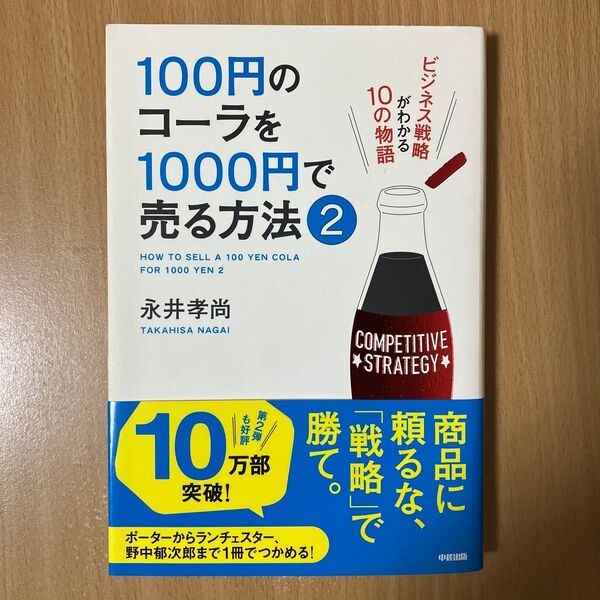 100円の
コーラを
1000円で
売る方法2
HOW TO SELL A 100 YEN COLA
FOR 1000 YEN 2
永井孝尚
TAKAHISA NAGAI
ビジネス戦略
がわかる
10の物語
COMPETITIVE
★STRATEGY★
商品に
頼るな、
「戦略」で
勝て。
第2弾
も好評
10万部
突破!
ポーターからランチェスター、
野中郁次郎まで1冊でつかめる!
中経出版